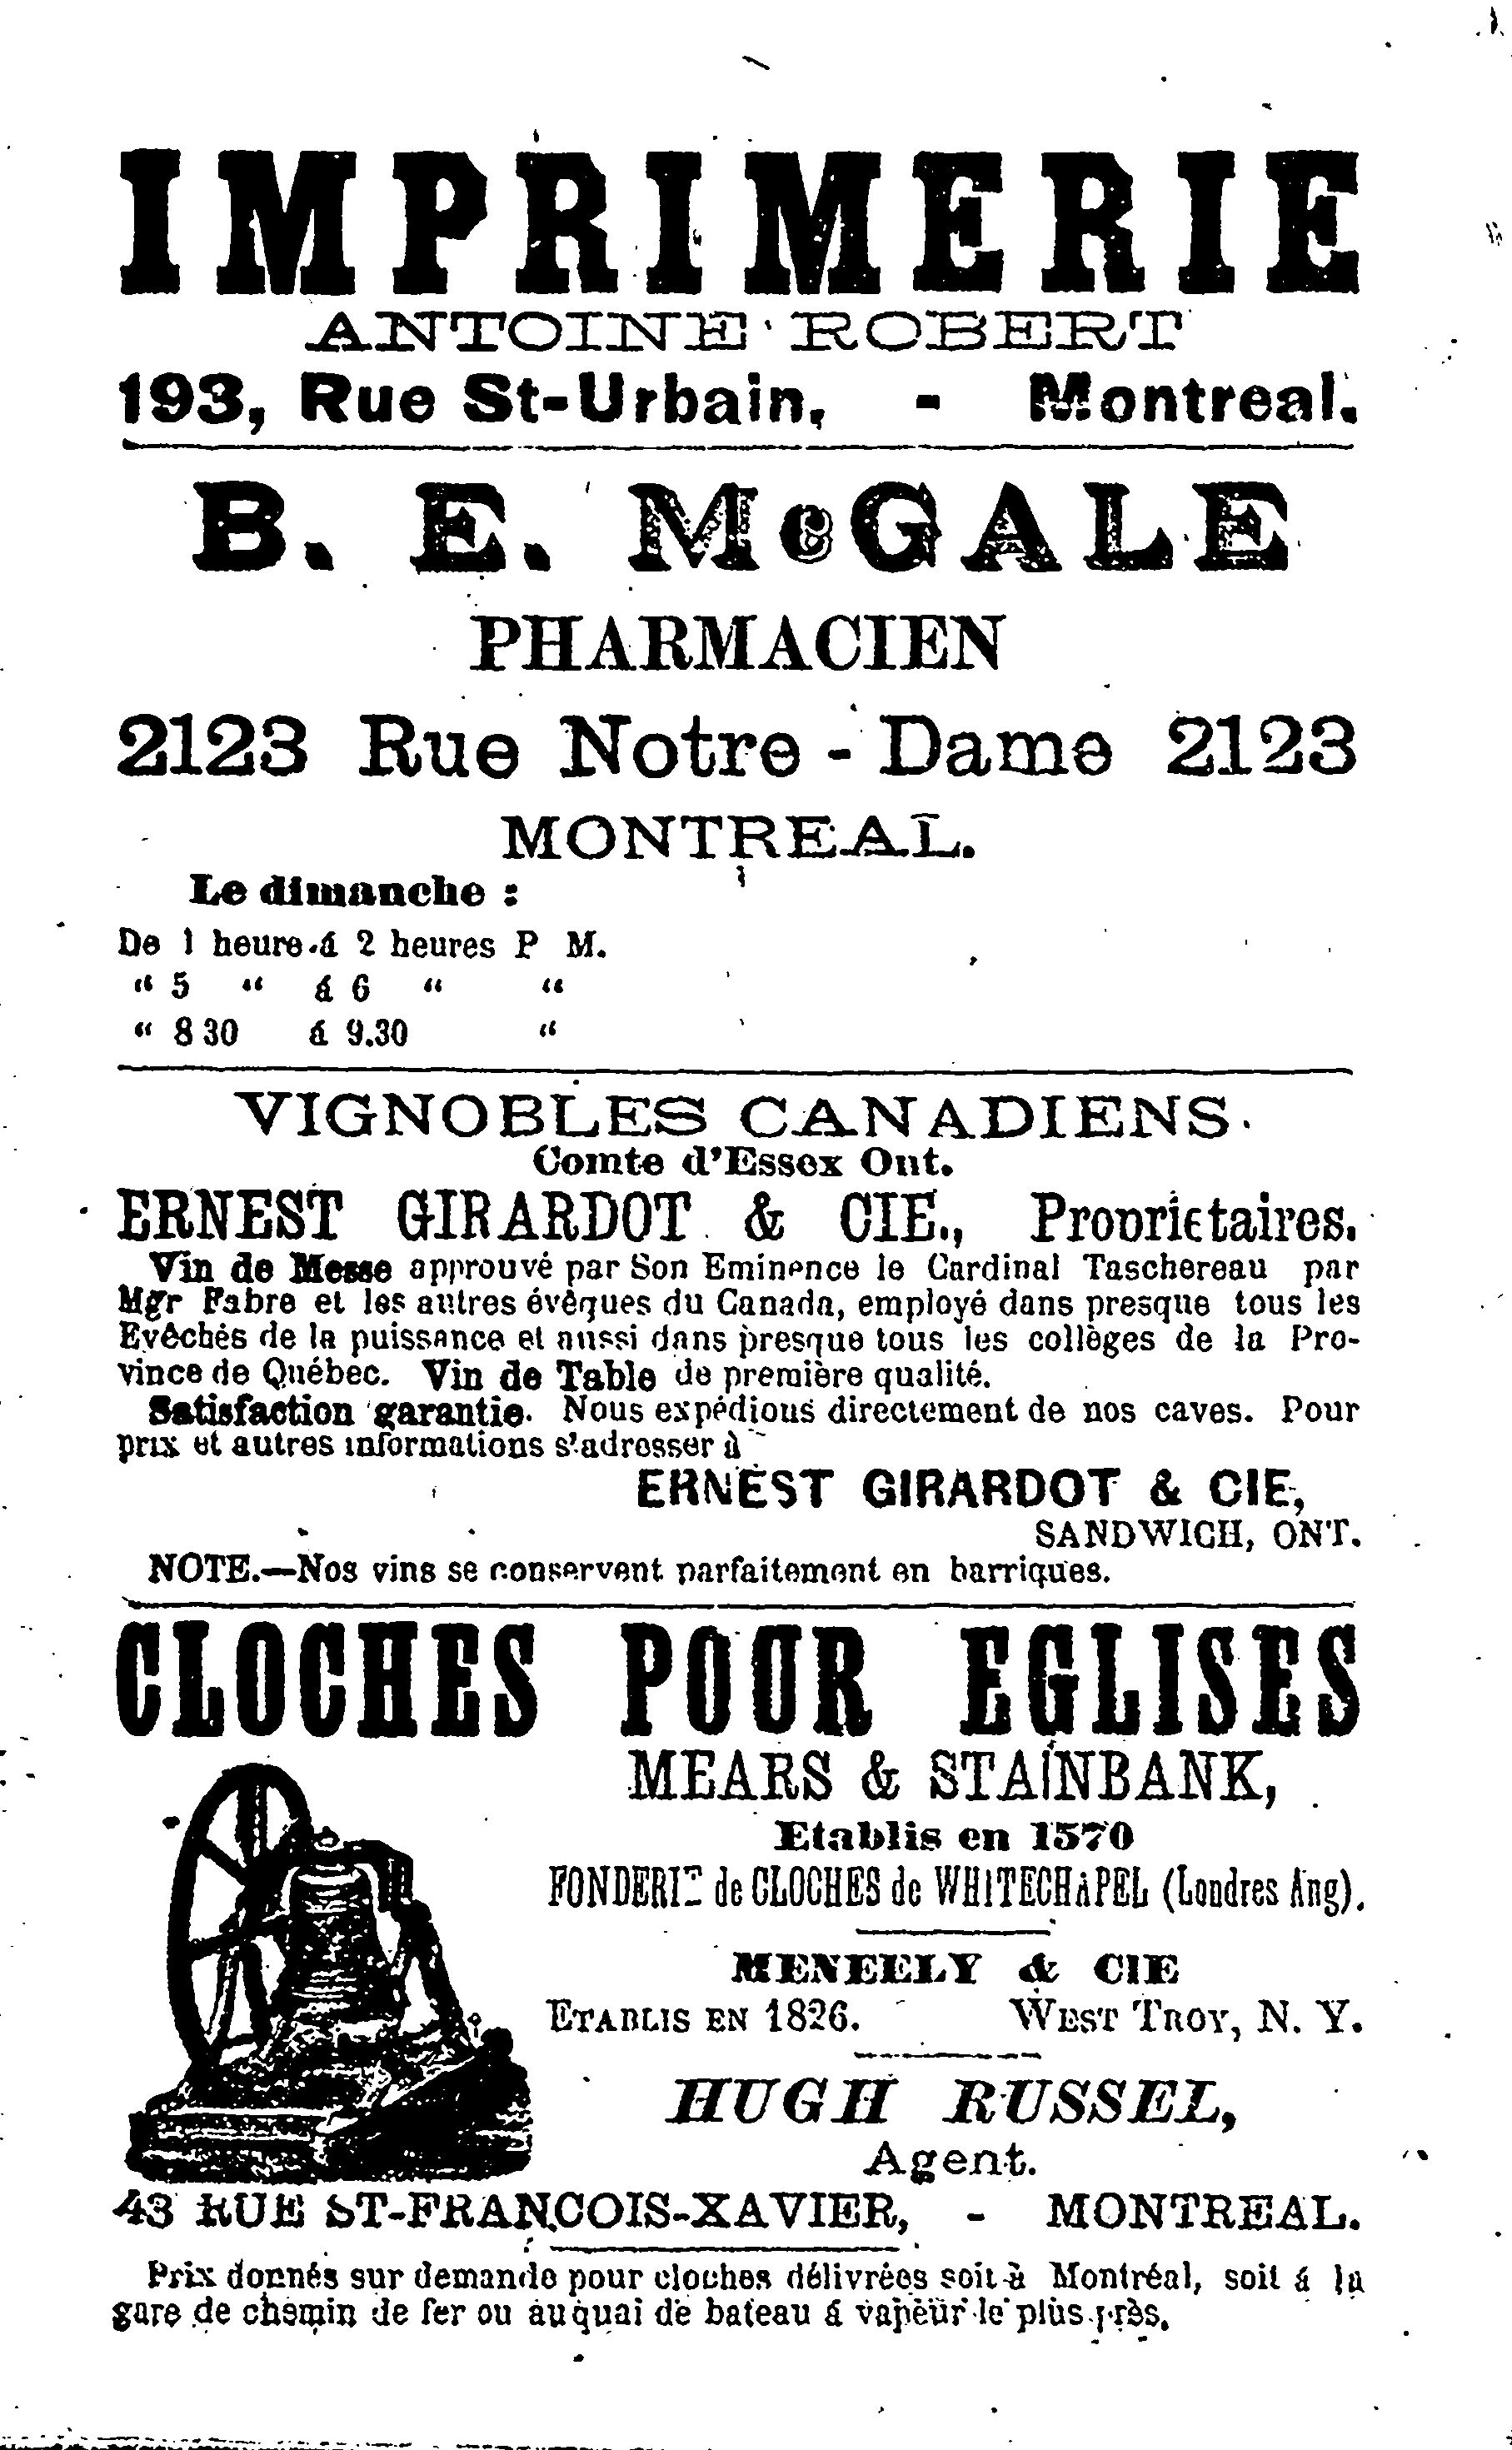 IMPRIMERIE
ANTOINE ROBERT
193, Rue St-Urbain, - Montreal.
B. E. McGALE
PHARMACIEN
2123 Rue Notre-Dame 2123
MONTREAL.
Le dimanche :
De 1 heure á 2 heures P M.
“ 5 “ á 6 “ “
“ 8 30 á 9.30 “
VIGNOBLES CANADIENS.
Comte d'Essex Ont.
ERNEST GIRARDOT & CIE., Proprietaires.
Vin de Messe approuvé par Son Eminence le Cardinal Taschereau par
Mgr Fabre et les autres évêques du Canada, employé dans presque tous les
Evêchés de la puissance et aussi dans presque tous les collèges de la Pro-
vince de Québec. Vin de Table de première qualité.
Satisfaction garantie. Nous expédions directement de nos caves. Pour
prix et autres informations s'adresser à
ERNEST GIRARDOT & CIE,
SANDWICH, ONT.
NOTE.—Nos vins se conservent parfaitement en barriques.
CLOCHES POUR EGLISES
MEARS & STAINBANK,
Etablis en 1570
FONDERIE de CLOCHES de WHITECHAPEL (Londres Ang).
MENEELY & CIE
ETABLIS EN 1826. WEST TROY, N. Y.
HUGH RUSSEL,
Agent.
43 RUE ST-FRANCOIS-XAVIER, - MONTREAL.
Prix donnés sur demande pour cloches délivrées soit à Montréal, soit á la
gare de chemin de fer ou au quai de bateau á vapeur le plus près.